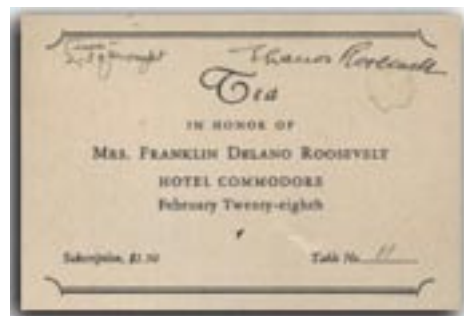 Eleanor Roosevelt
Tea
IN HONOR OF
MRS. FRANKLIN DELANO ROOSEVELT
HOTEL COMMODORE
February Twenty-eighth
Subscription, $1.50 Table No. 11